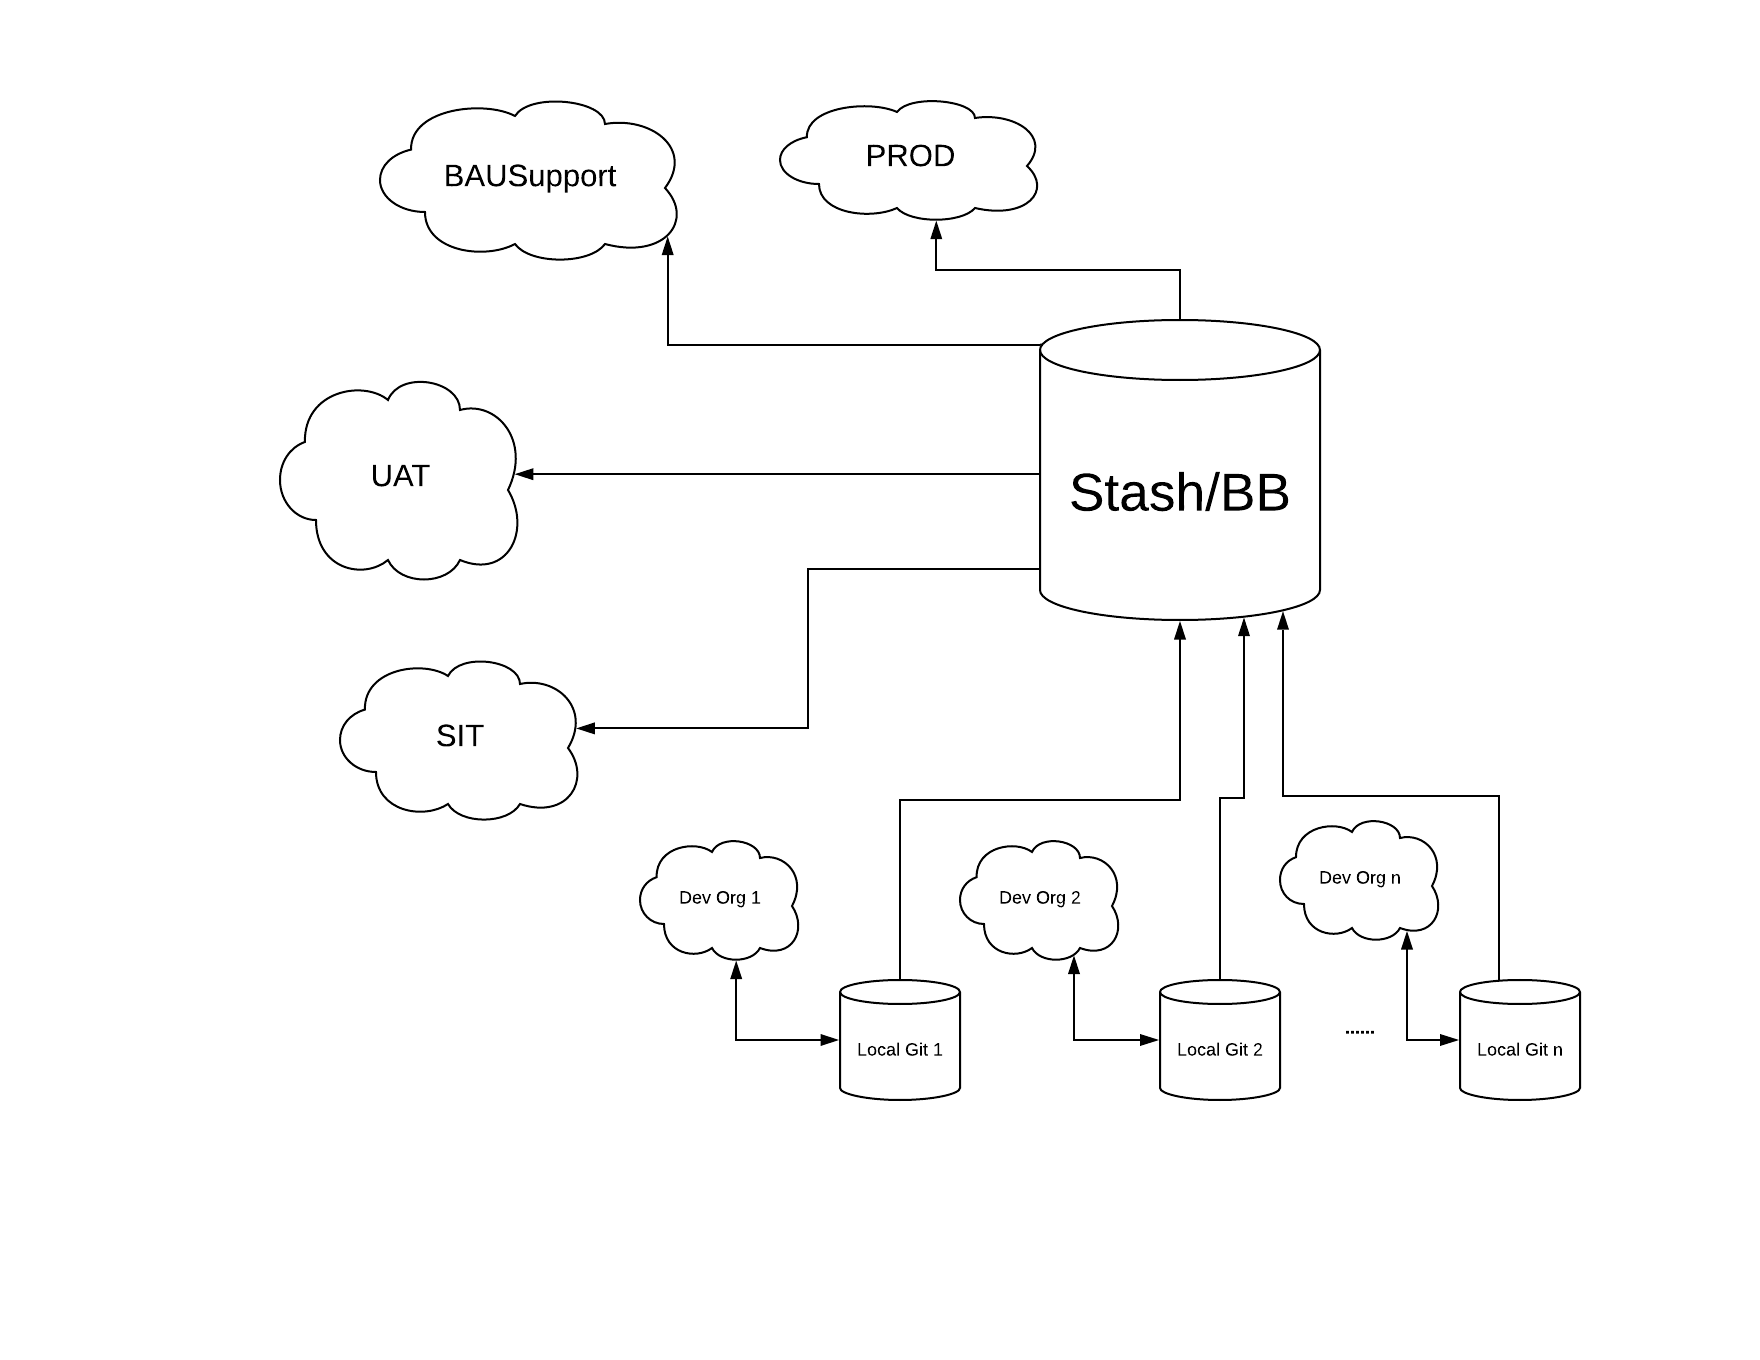 BAUSupport
PROD
UAT
Stash/BB
SIT
Dev Org 1
Dev Org 2
Dev Org n
Local Git 1
Local Git 2
......
Local Git n